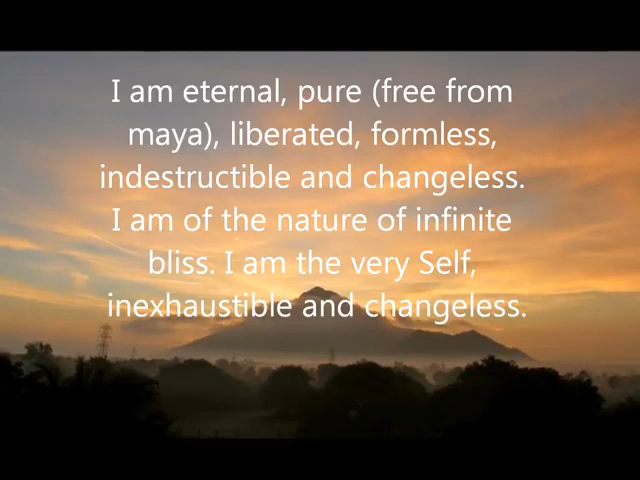 I am eternal, pure (free from
maya), liberated, formless,
indestructible and changeless.
I am of the nature of infinite
bliss. I am the very Self,
inexhaustible and changeless.